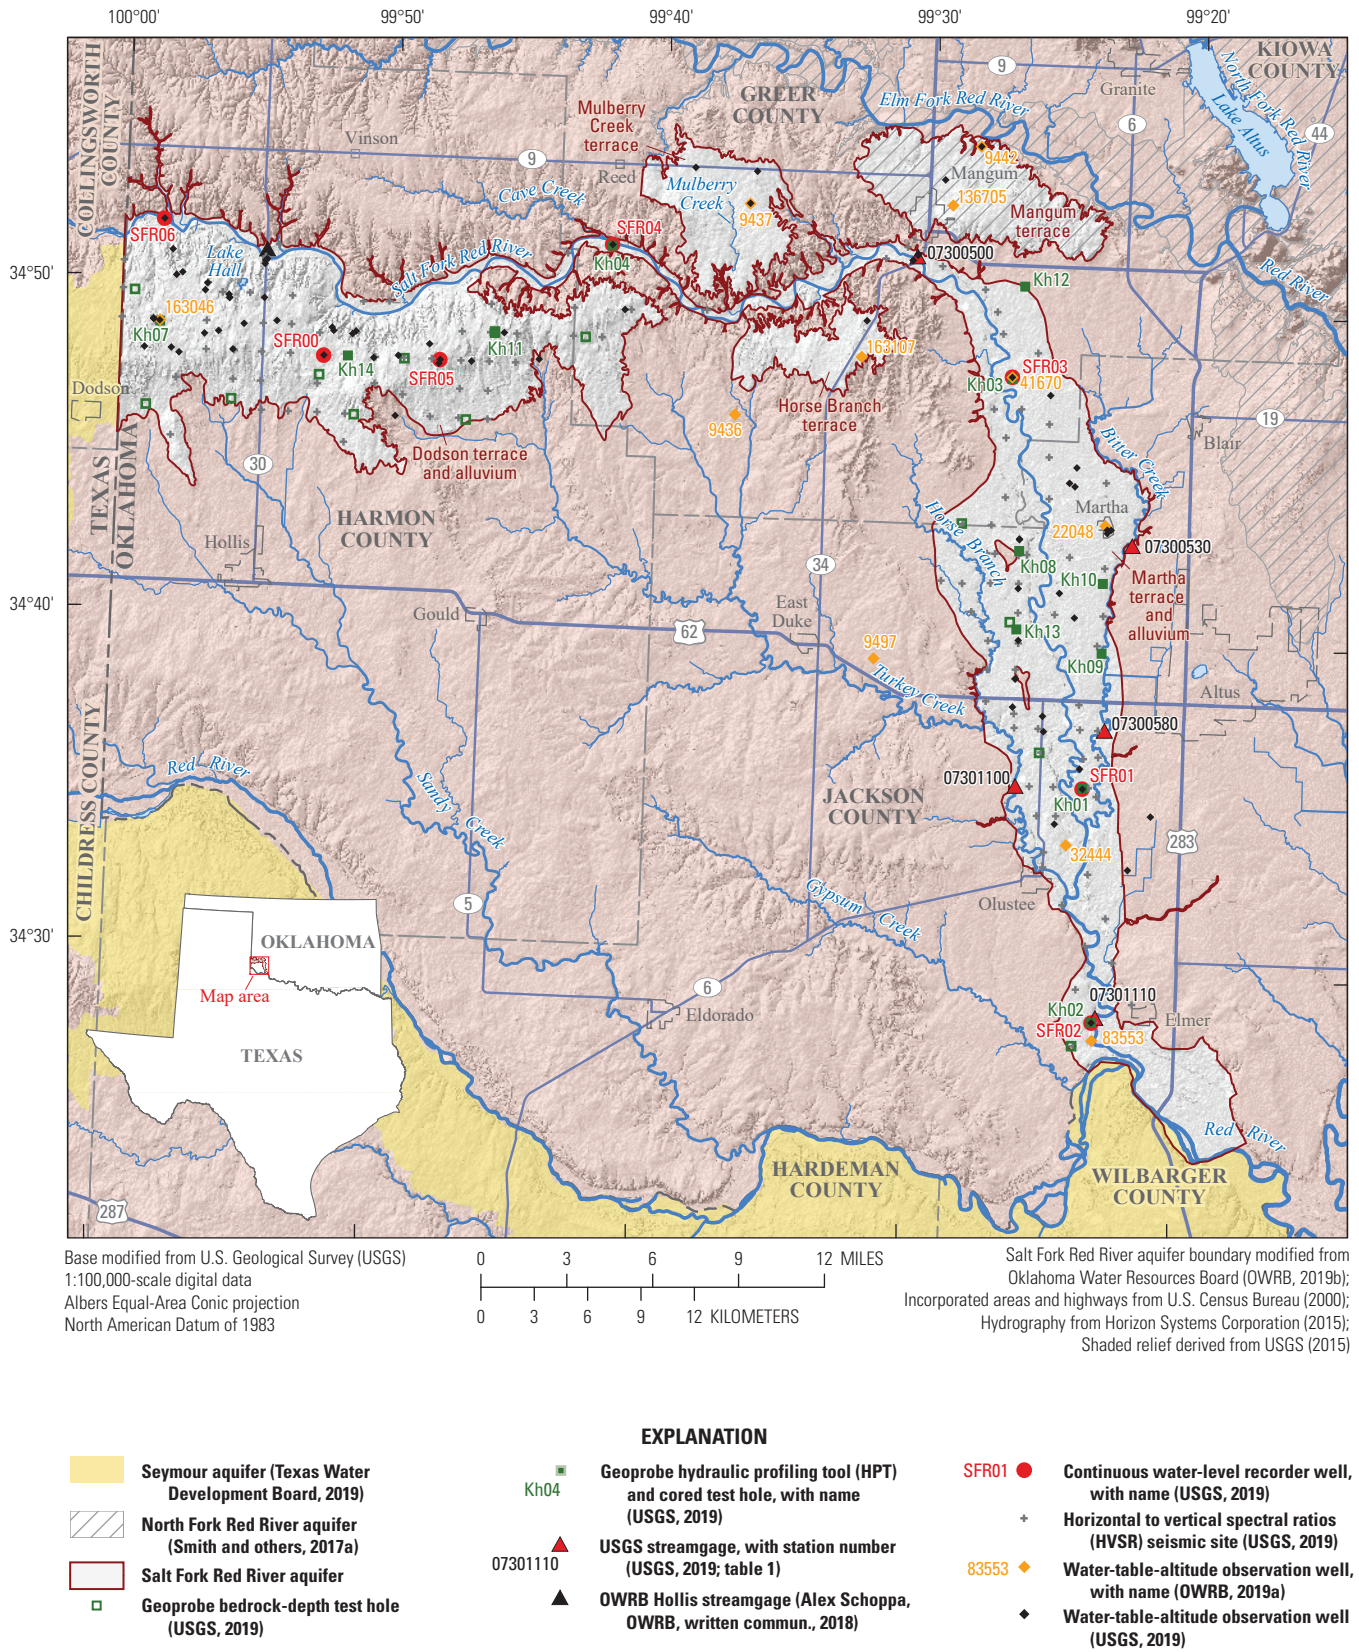 100°00'
99°50'
99°40'
99°30'
99°20'
COLLINGSWORTH
COUNTY
KIOWA
COUNTY
GREER
COUNTY
Mulberry
Creek
terrace
Vinson
9
Reed
Cave Creek
Mulberry
Creek
9437
Elm Fork Red River
9
Granite
6
North Fork Red River
Lake Altus
44
9442
Mangum
136705
Mangum
terrace
Red River
SFR06
SFR04
Kh04
Salt Fork Red River
Lake
Hall
07300500
Kh12
34°50'
163046
Kh07
SFR00
Kh14
SFR05
Kh11
163107
SFR03
Kh03
41670
Dodson
9436
Horse Branch
terrace
19
Blair
Bitter Creek
Dodson terrace
and alluvium
30
TEXAS
OKLAHOMA
HARMON
COUNTY
Hollis
Horse Branch
Martha
22048
07300530
Kh08
Kh10
Martha
terrace
and
alluvium
34
34°40'
Gould
62
East
Duke
Kh13
Kh09
9497
Turkey Creek
Altus
07300580
CHILDRESS COUNTY
Red River
Sandy Creek
07301100
SFR01
Kh01
JACKSON
COUNTY
32444
283
Gypsum Creek
5
Olustee
34°30'
OKLAHOMA
Map area
TEXAS
6
Eldorado
07301110
Kh02
SFR02
Elmer
83553
Red River
HARDEMAN
COUNTY
WILBARGER
COUNTY
287
Base modified from U.S. Geological Survey (USGS)
1:100,000-scale digital data
Albers Equal-Area Conic projection
North American Datum of 1983
0 3 6 9 12 MILES
0 3 6 9 12 KILOMETERS
Salt Fork Red River aquifer boundary modified from
Oklahoma Water Resources Board (OWRB, 2019b);
Incorporated areas and highways from U.S. Census Bureau (2000);
Hydrography from Horizon Systems Corporation (2015);
Shaded relief derived from USGS (2015)
EXPLANATION
Seymour aquifer (Texas Water
Development Board, 2019)
North Fork Red River aquifer
(Smith and others, 2017a)
Salt Fork Red River aquifer
Geoprobe bedrock-depth test hole
(USGS, 2019)
Kh04
Geoprobe hydraulic profiling tool (HPT)
and cored test hole, with name
(USGS, 2019)
07301110
USGS streamgage, with station number
(USGS, 2019; table 1)
OWRB Hollis streamgage (Alex Schoppa,
OWRB, written commun., 2018)
SFR01
Continuous water-level recorder well,
with name (USGS, 2019)
Horizontal to vertical spectral ratios
(HVSR) seismic site (USGS, 2019)
83553
Water-table-altitude observation well,
with name (OWRB, 2019a)
Water-table-altitude observation well
(USGS, 2019)